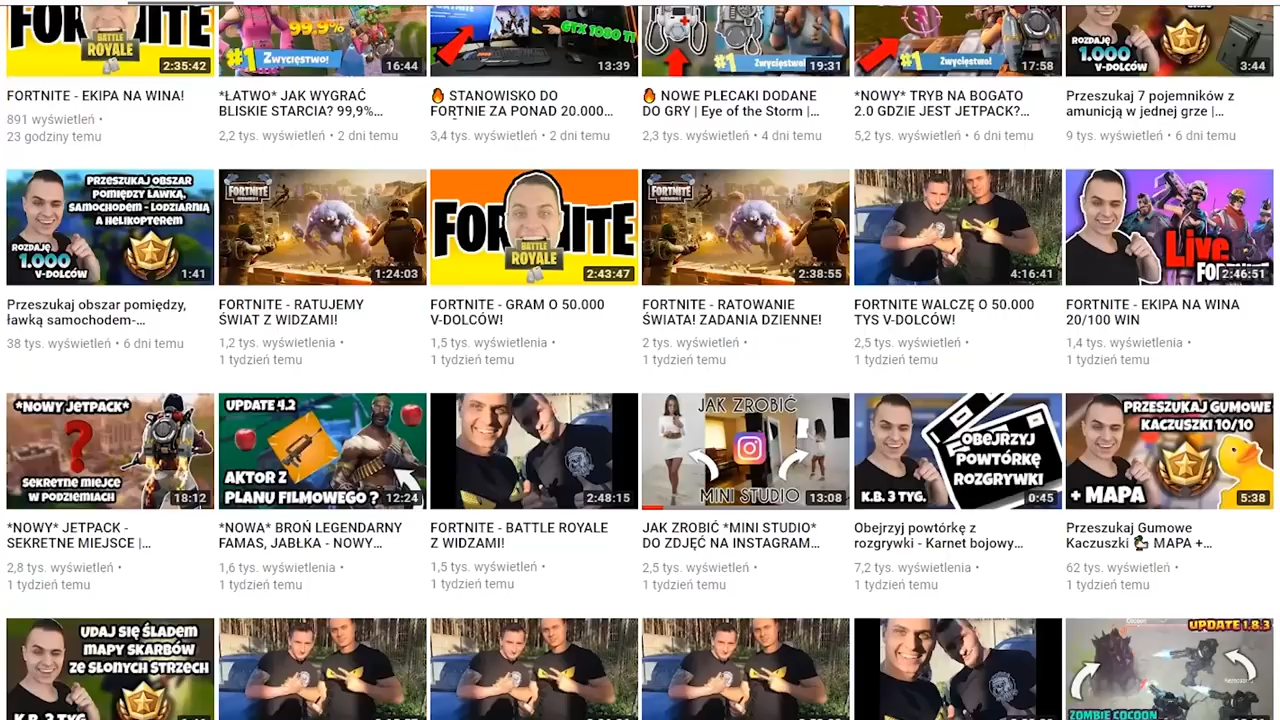 FORNITE
BATTLE
ROYALE
2:35:42
99.9%
#1 Zwycięstwo!
16:44
GTX 1080 TI
13:39
#1 Zwycięstwo!
19:31
#1 Zwycięstwo!
17:58
ROZDAJĘ
1.000
V-DOLCÓW
3:44
FORTNITE - EKIPA NA WINA!
891 wyświetleń •
23 godziny temu
*ŁATWO* JAK WYGRAĆ
BLISKIE STARCIA? 99,9%...
2,2 tys. wyświetleń • 2 dni temu
🔥 STANOWISKO DO
FORTNIE ZA PONAD 20.000...
3,4 tys. wyświetleń • 2 dni temu
🔥 NOWE PLECAKI DODANE
DO GRY | Eye of the Storm |...
2,3 tys. wyświetleń • 4 dni temu
*NOWY* TRYB NA BOGATO
2.0 GDZIE JEST JETPACK?...
5,2 tys. wyświetleń • 6 dni temu
Przeszukaj 7 pojemników z
amunicją w jednej grze |...
9 tys. wyświetleń • 6 dni temu
PRZESZUKAJ OBSZAR
POMIĘDZY ŁAWKĄ,
SAMOCHODEM - LODZIARNIĄ
A HELIKOPTEREM
ROZDAJĘ
1.000
V-DOLCÓW
1:41
FORTNITE
1:24:03
FORNITE
BATTLE
ROYALE
2:43:47
FORTNITE
2:38:55
4:16:41
Live
FOR
2:46:51
Przeszukaj obszar pomiędzy,
ławką samochodem-...
38 tys. wyświetleń • 6 dni temu
FORTNITE - RATUJEMY
ŚWIAT Z WIDZAMI!
1,2 tys. wyświetlenia •
1 tydzień temu
FORTNITE - GRAM O 50.000
V-DOLCÓW!
1,5 tys. wyświetlenia •
1 tydzień temu
FORTNITE - RATOWANIE
ŚWIATA! ZADANIA DZIENNE!
2 tys. wyświetleń •
1 tydzień temu
FORTNITE WALCZĘ O 50.000
TYS V-DOLCÓW!
2,5 tys. wyświetleń •
1 tydzień temu
FORTNITE - EKIPA NA WINA
20/100 WIN
1,4 tys. wyświetlenia •
1 tydzień temu
*NOWY JETPACK*
?
SEKRETNE MIEJSCE
W PODZIEMIACH
18:12
UPDATE 4.2
AKTOR Z
PLANU FILMOWEGO ?
12:24
2:48:15
JAK ZROBIĆ
MINI STUDIO
13:08
OBEJRZYJ
POWTÓRKĘ
ROZGRYWKI
K.B. 3 TYG.
0:45
PRZESZUKAJ GUMOWE
KACZUSZKI 10/10
+ MAPA
5:38
*NOWY* JETPACK -
SEKRETNE MIEJSCE |...
2,8 tys. wyświetleń •
1 tydzień temu
*NOWA* BROŃ LEGENDARNY
FAMAS, JABŁKA - NOWY...
1,6 tys. wyświetlenia •
1 tydzień temu
FORTNITE - BATTLE ROYALE
Z WIDZAMI!
1,5 tys. wyświetleń •
1 tydzień temu
JAK ZROBIĆ *MINI STUDIO*
DO ZDJĘĆ NA INSTAGRAM...
2,5 tys. wyświetleń •
1 tydzień temu
Obejrzyj powtórkę z
rozgrywki - Karnet bojowy...
7,2 tys. wyświetlenia •
1 tydzień temu
Przeszukaj Gumowe
Kaczuszki 🦆 MAPA +...
62 tys. wyświetleń •
1 tydzień temu
UDAJ SIĘ ŚLADEM
MAPY SKARBÓW
ZE SŁONYCH STRZECH
K.B. 3 TYG.
UPDATE 1.8.3
ZOMBIE COCOON